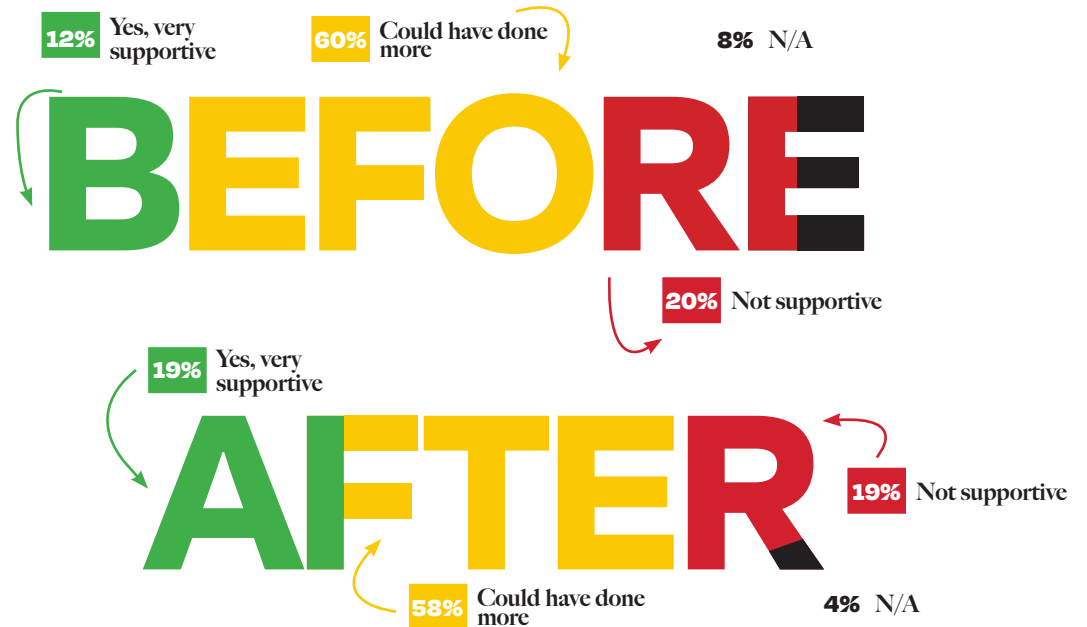 12% Yes, very
supportive
60% Could have done
more
8% N/A
BEFORE
20% Not supportive
19% Yes, very
supportive
AFTER
19% Not supportive
58% Could have done
more
4% N/A